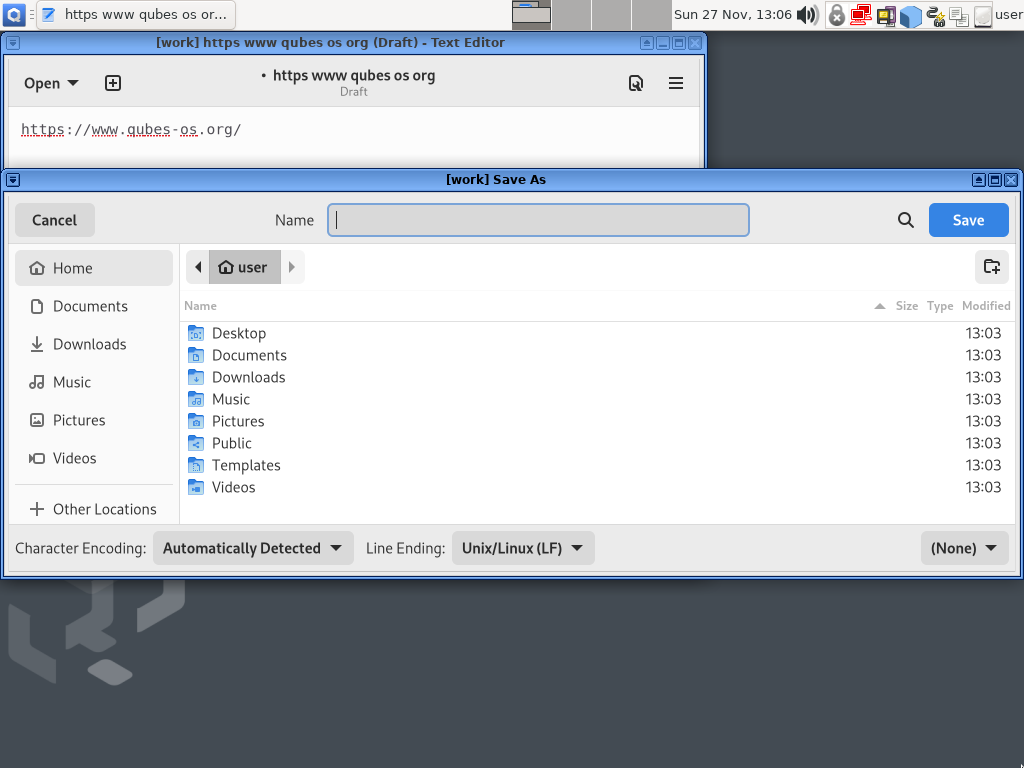 https www qubes os or...
Sun 27 Nov, 13:06
user
[work] https www qubes os org (Draft) - Text Editor
Open
• https www qubes os org
Draft
https://www.qubes-os.org/
[work] Save As
Cancel
Name
Save
Home
user
Documents
Downloads
Music
Pictures
Videos
Other Locations
Name Size Type Modified
Desktop 13:03
Documents 13:03
Downloads 13:03
Music 13:03
Pictures 13:03
Public 13:03
Templates 13:03
Videos 13:03
Character Encoding: Automatically Detected Line Ending: Unix/Linux (LF) (None)